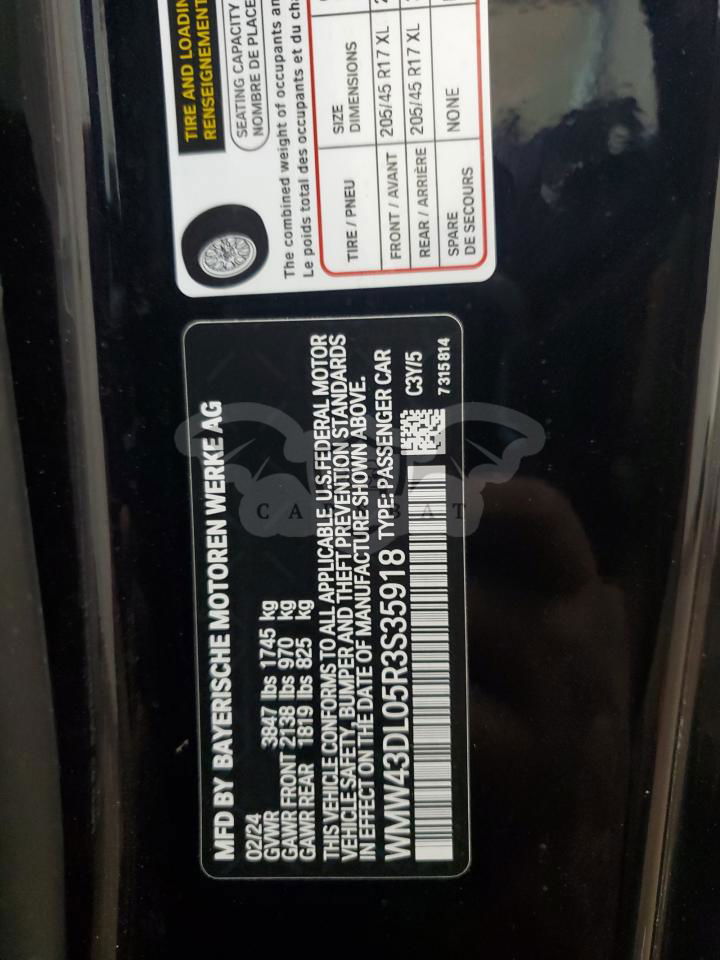 TIRE AND LOADIN
RENSEIGNEMENT
SEATING CAPACITY
NOMBRE DE PLACE
The combined weight of occupants an
Le poids total des occupants et du cha
TIRE / PNEU SIZE DIMENSIONS
FRONT / AVANT 205/45 R17 XL
REAR / ARRIÈRE 205/45 R17 XL
SPARE DE SECOURS NONE
MFD BY BAYERISCHE MOTOREN WERKE AG
02/24
GVWR 3847 lbs 1745 kg
GAWR FRONT 2138 lbs 970 kg
GAWR REAR 1819 lbs 825 kg
THIS VEHICLE CONFORMS TO ALL APPLICABLE U.S.FEDERAL MOTOR
VEHICLE SAFETY, BUMPER AND THEFT PREVENTION STANDARDS
IN EFFECT ON THE DATE OF MANUFACTURE SHOWN ABOVE.
WMW43DL05R3S35918 TYPE: PASSENGER CAR
C3Y/5
7315814